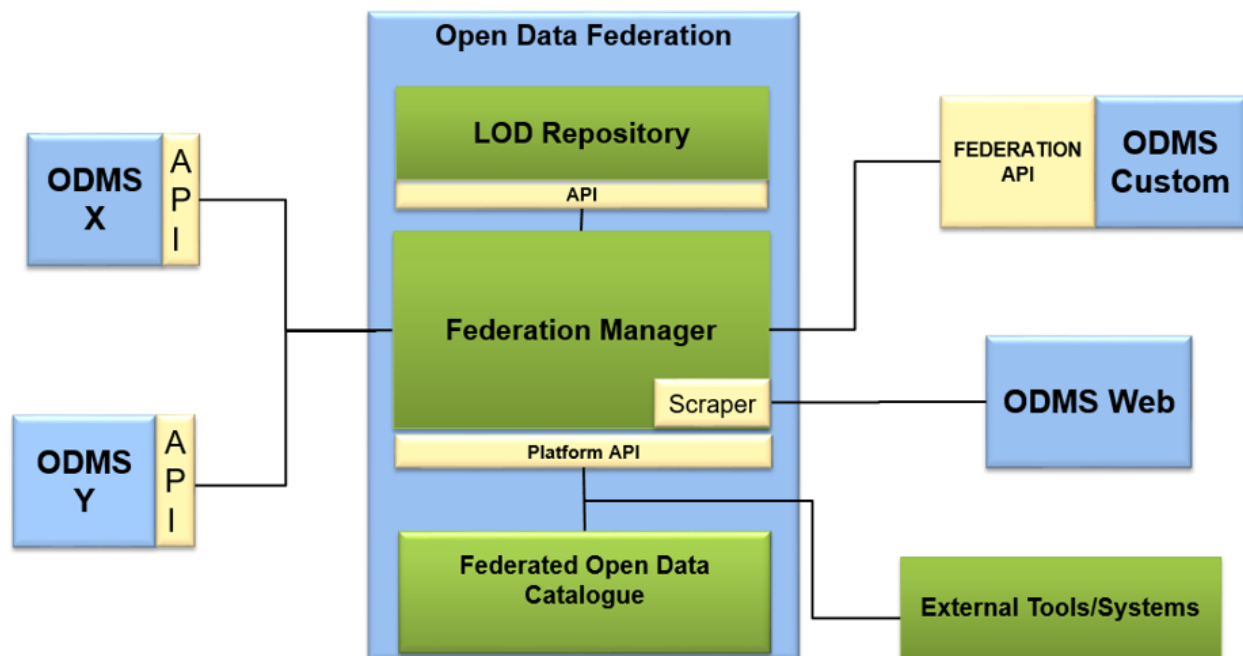 Open Data Federation
LOD Repository
API
Federation Manager
Scraper
Platform API
Federated Open Data
Catalogue
ODMS
X
A
P
I
ODMS
Y
A
P
I
FEDERATION
API
ODMS
Custom
ODMS Web
External Tools/Systems